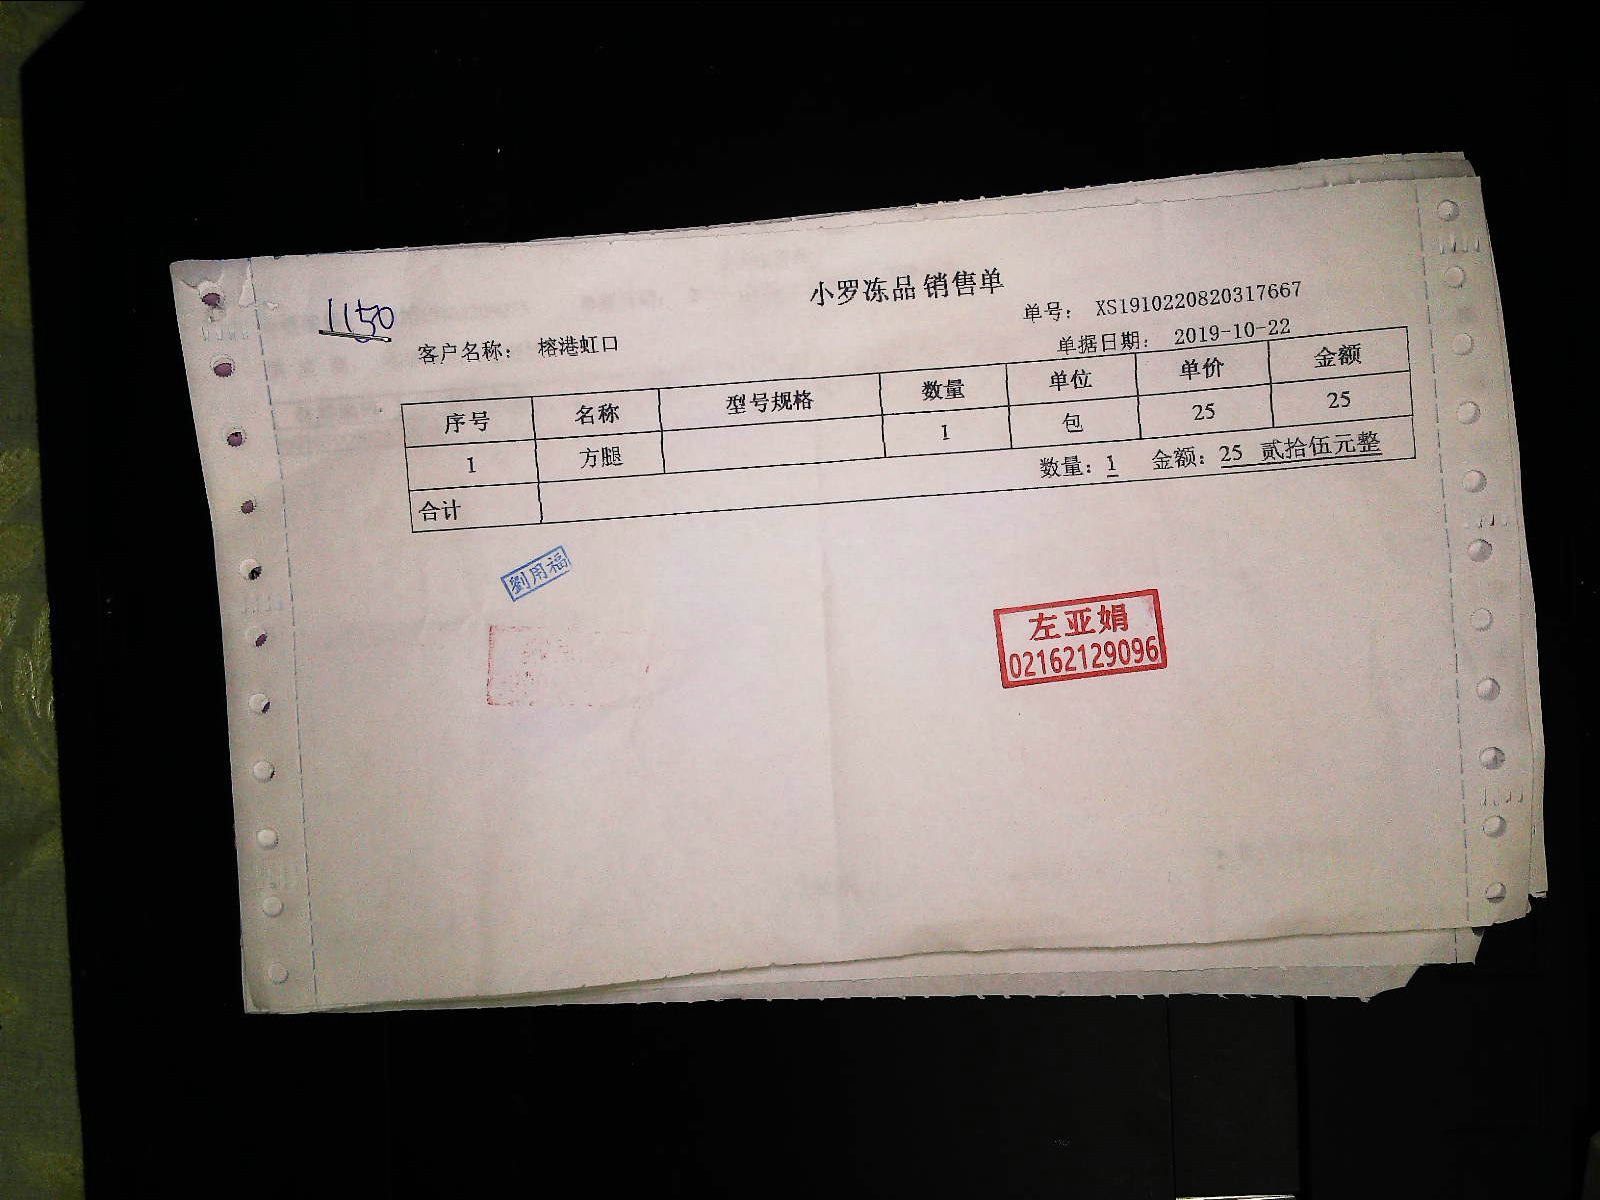 小罗冻品 销售单
1150
单号： XS1910220820317667
客户名称： 榕港虹口
单据日期： 2019-10-22
序号 名称 型号规格 数量 单位 单价 金额
1 方腿 1 包 25 25
合计 数量：1 金额：25 贰拾伍元整
劉用福
左亚娟
02162129096